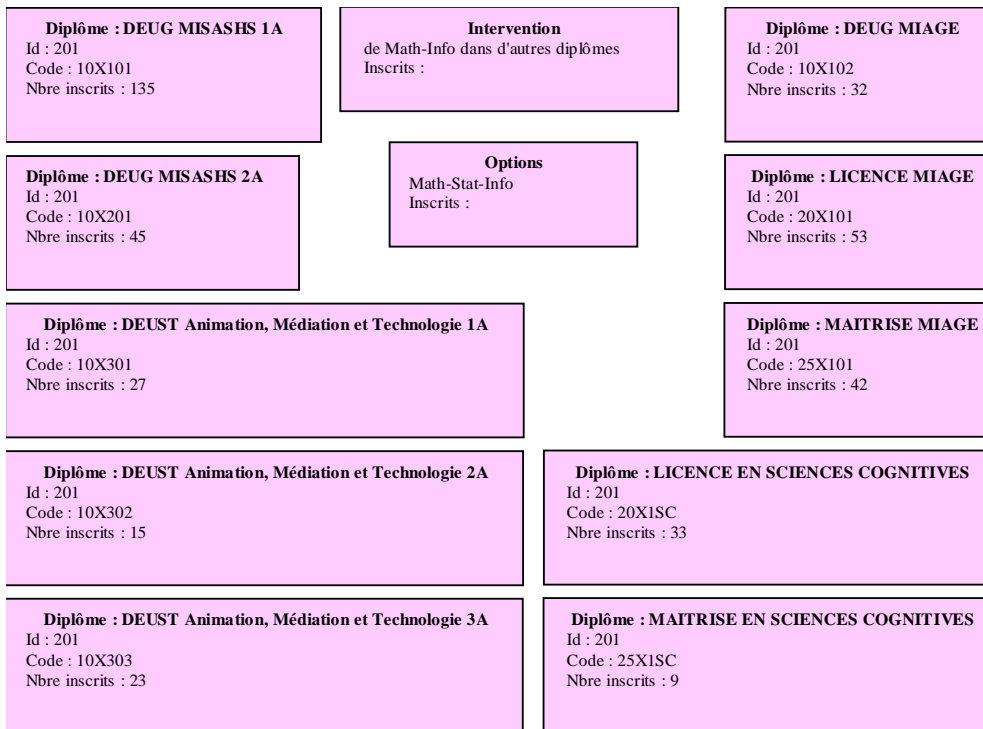 Diplôme : DEUG MISASHS 1A
Id : 201
Code : 10X101
Nbre inscrits : 135
Intervention
de Math-Info dans d'autres diplômes
Inscrits :
Diplôme : DEUG MIAGE
Id : 201
Code : 10X102
Nbre inscrits : 32
Diplôme : DEUG MISASHS 2A
Id : 201
Code : 10X201
Nbre inscrits : 45
Options
Math-Stat-Info
Inscrits :
Diplôme : LICENCE MIAGE
Id : 201
Code : 20X101
Nbre inscrits : 53
Diplôme : DEUST Animation, Médiation et Technologie 1A
Id : 201
Code : 10X301
Nbre inscrits : 27
Diplôme : MAITRISE MIAGE
Id : 201
Code : 25X101
Nbre inscrits : 42
Diplôme : DEUST Animation, Médiation et Technologie 2A
Id : 201
Code : 10X302
Nbre inscrits : 15
Diplôme : LICENCE EN SCIENCES COGNITIVES
Id : 201
Code : 20X1SC
Nbre inscrits : 33
Diplôme : DEUST Animation, Médiation et Technologie 3A
Id : 201
Code : 10X303
Nbre inscrits : 23
Diplôme : MAITRISE EN SCIENCES COGNITIVES
Id : 201
Code : 25X1SC
Nbre inscrits : 9